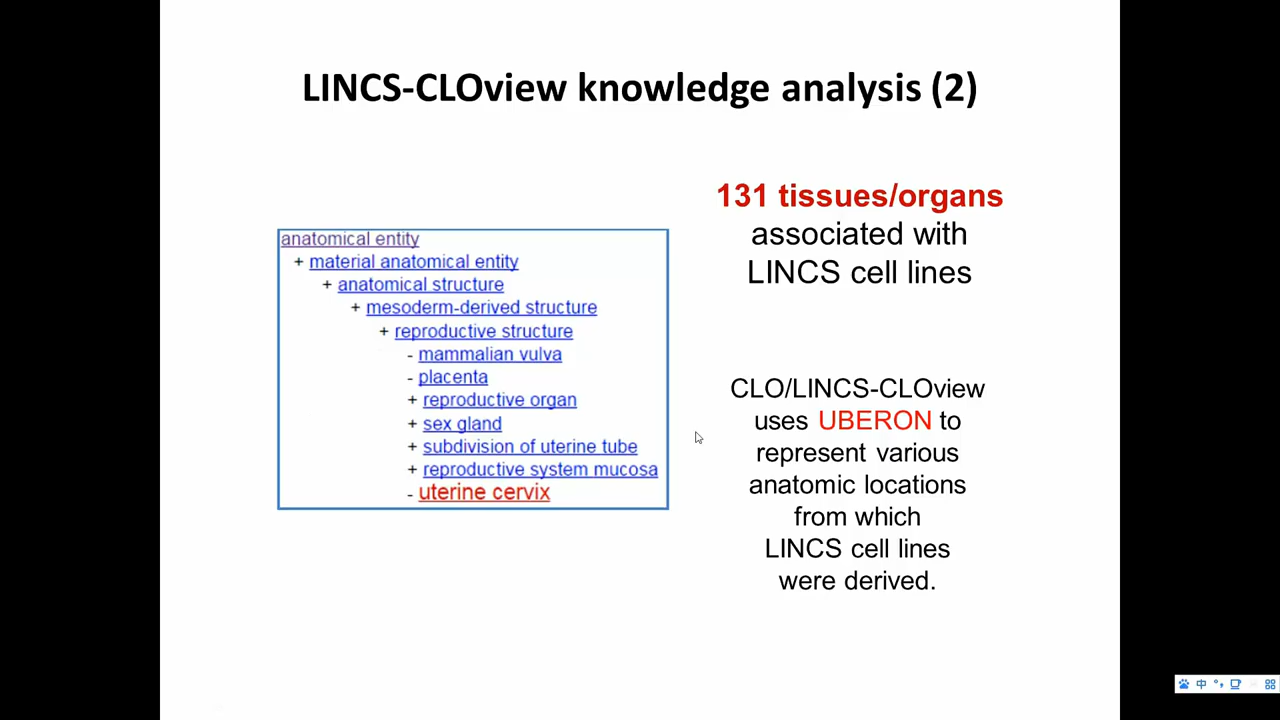 LINCS-CLOview knowledge analysis (2)
anatomical entity
+ material anatomical entity
+ anatomical structure
+ mesoderm-derived structure
+ reproductive structure
- mammalian vulva
- placenta
+ reproductive organ
+ sex gland
+ subdivision of uterine tube
+ reproductive system mucosa
- uterine cervix
131 tissues/organs
associated with
LINCS cell lines
CLO/LINCS-CLOview
uses UBERON to
represent various
anatomic locations
from which
LINCS cell lines
were derived.
中